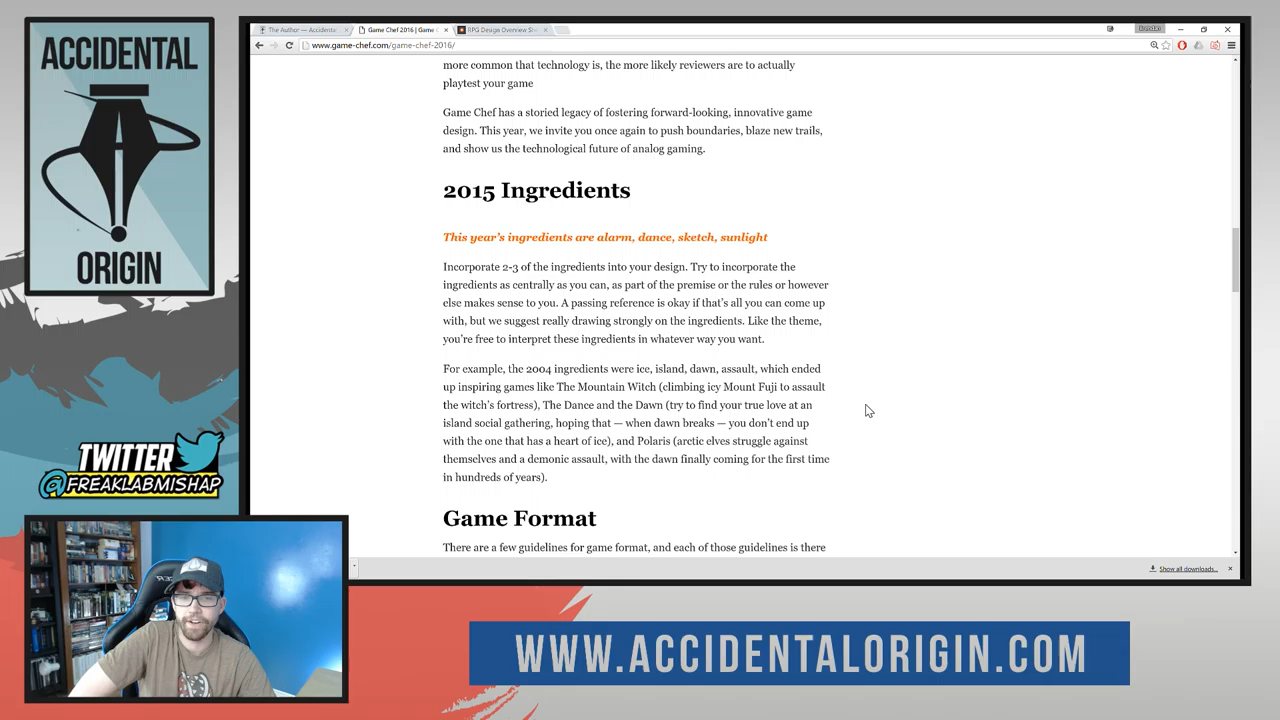 ACCIDENTAL
ORIGIN
TWITTER
@FREAKLABMISHAP
The Author — Accidenta
Game Chef 2016 | Game
RPG Design Overview Sh
www.game-chef.com/game-chef-2016/
more common that technology is, the more likely reviewers are to actually
playtest your game
Game Chef has a storied legacy of fostering forward-looking, innovative game
design. This year, we invite you once again to push boundaries, blaze new trails,
and show us the technological future of analog gaming.
2015 Ingredients
This year's ingredients are alarm, dance, sketch, sunlight
Incorporate 2-3 of the ingredients into your design. Try to incorporate the
ingredients as centrally as you can, as part of the premise or the rules or however
else makes sense to you. A passing reference is okay if that's all you can come up
with, but we suggest really drawing strongly on the ingredients. Like the theme,
you're free to interpret these ingredients in whatever way you want.
For example, the 2004 ingredients were ice, island, dawn, assault, which ended
up inspiring games like The Mountain Witch (climbing icy Mount Fuji to assault
the witch's fortress), The Dance and the Dawn (try to find your true love at an
island social gathering, hoping that — when dawn breaks — you don't end up
with the one that has a heart of ice), and Polaris (arctic elves struggle against
themselves and a demonic assault, with the dawn finally coming for the first time
in hundreds of years).
Game Format
There are a few guidelines for game format, and each of those guidelines is there
Show all downloads...
WWW.ACCIDENTALORIGIN.COM